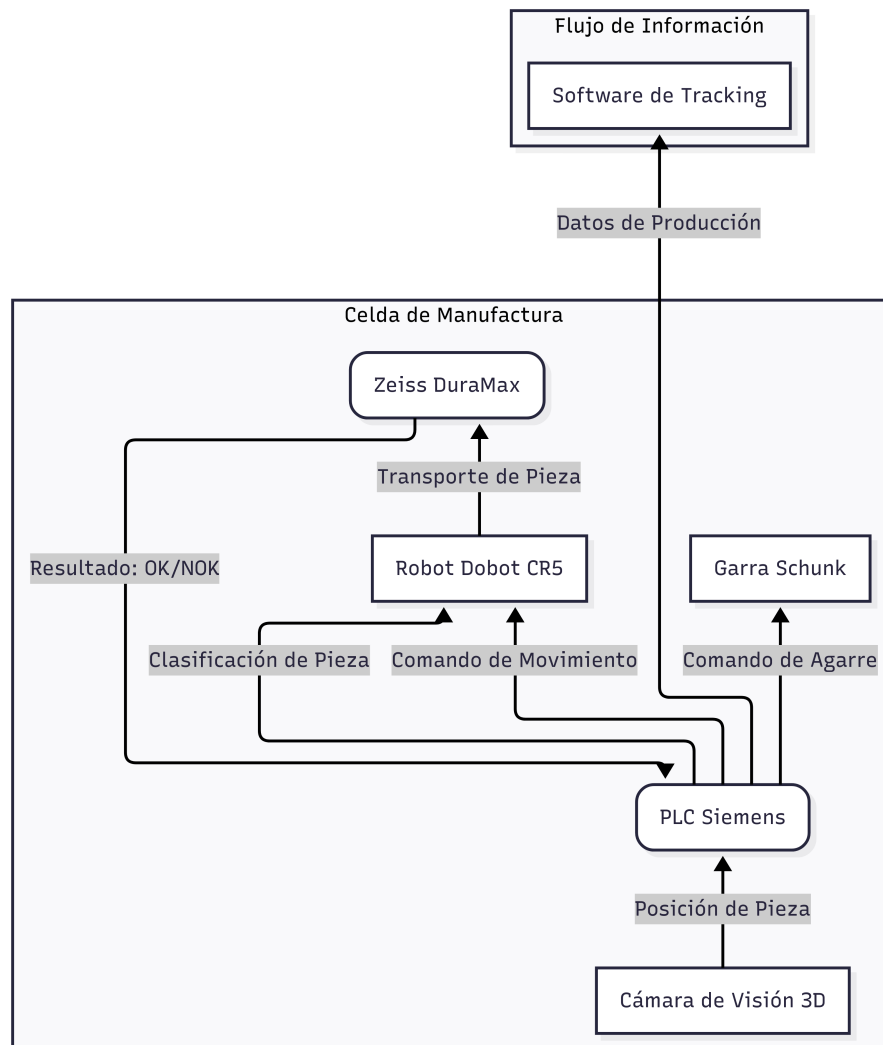 Flujo de Información
Software de Tracking
Datos de Producción
Celda de Manufactura
Zeiss DuraMax
Transporte de Pieza
Resultado: OK/NOK
Robot Dobot CR5
Garra Schunk
Clasificación de Pieza
Comando de Movimiento
Comando de Agarre
PLC Siemens
Posición de Pieza
Cámara de Visión 3D